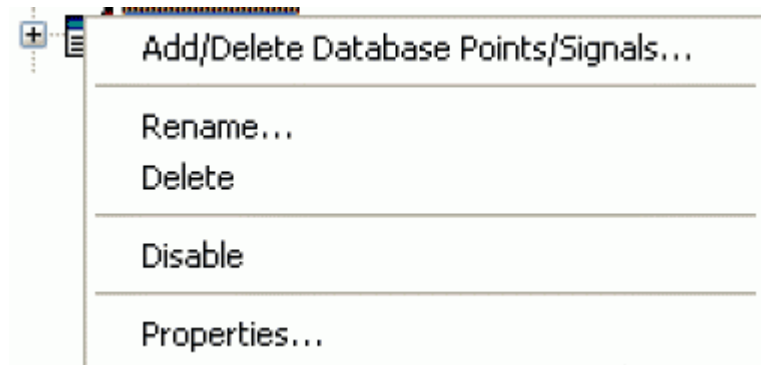 Add/Delete Database Points/Signals...
Rename...
Delete
Disable
Properties...